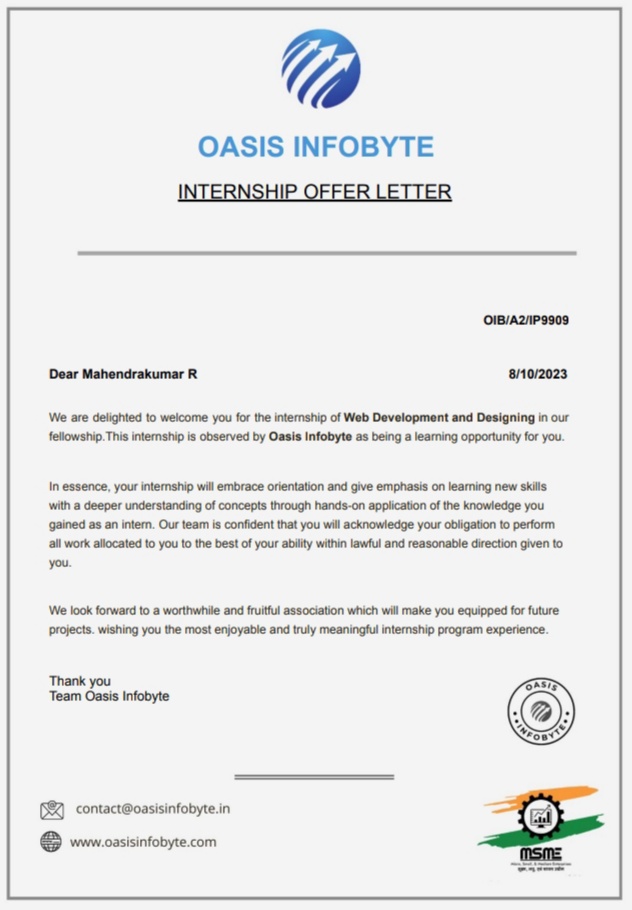 OASIS INFOBYTE
INTERNSHIP OFFER LETTER
OIB/A2/IP9909
Dear Mahendrakumar R 8/10/2023
We are delighted to welcome you for the internship of Web Development and Designing in our
fellowship.This internship is observed by Oasis Infobyte as being a learning opportunity for you.
In essence, your internship will embrace orientation and give emphasis on learning new skills
with a deeper understanding of concepts through hands-on application of the knowledge you
gained as an intern. Our team is confident that you will acknowledge your obligation to perform
all work allocated to you to the best of your ability within lawful and reasonable direction given to
you.
We look forward to a worthwhile and fruitful association which will make you equipped for future
projects. wishing you the most enjoyable and truly meaningful internship program experience.
Thank you
Team Oasis Infobyte
OASIS
INFOBYTE
contact@oasisinfobyte.in
www.oasisinfobyte.com
MSME